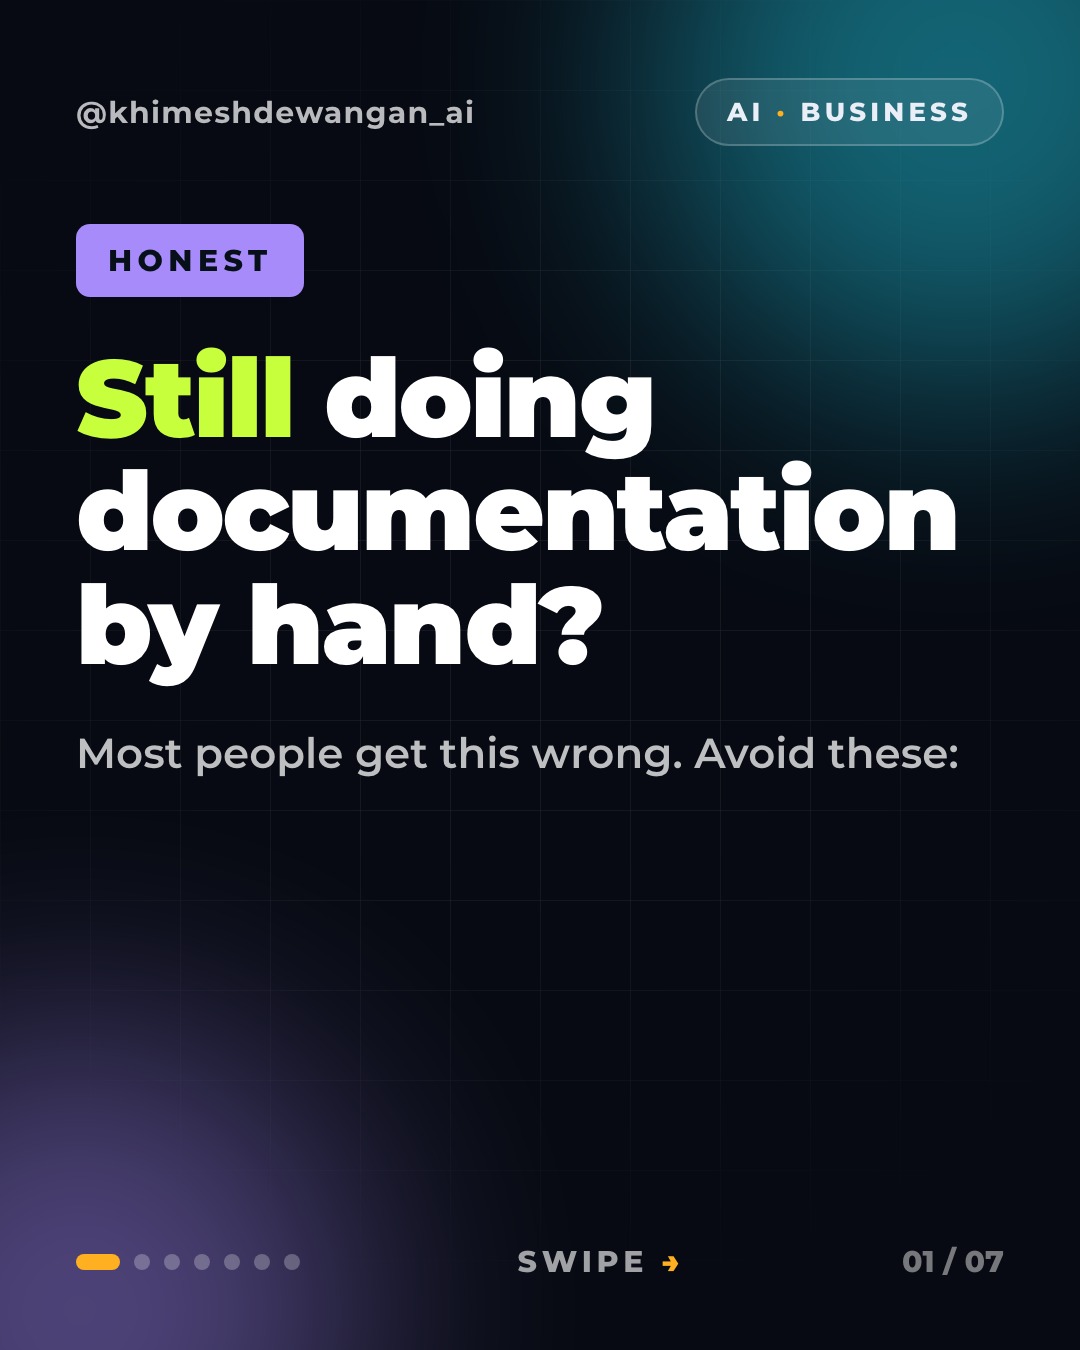 @khimeshdewangan_ai
AI · BUSINESS
HONEST
Still doing
documentation
by hand?
Most people get this wrong. Avoid these:
SWIPE →
01 / 07